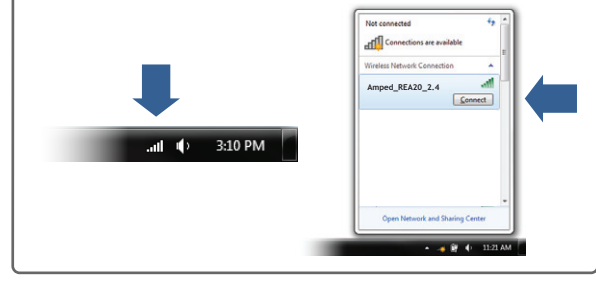 3:10 PM
Not connected
Connections are available
Wireless Network Connection
Amped_REA20_2.4
Connect
Open Network and Sharing Center
11:21 AM